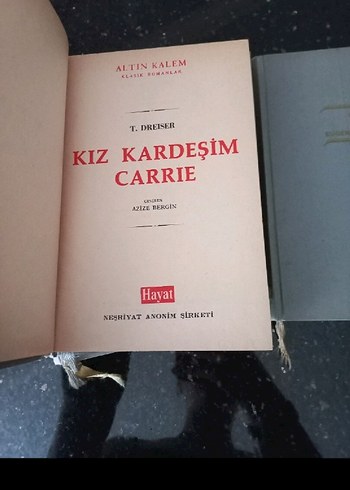 ALTIN KALEM
KLASİK ROMANLAR
T. DREISER
KIZ KARDEŞİM
CARRIE
ÇEVİREN
AZİZE BERGİN
Hayat
NEŞRİYAT ANONİM ŞİRKETİ